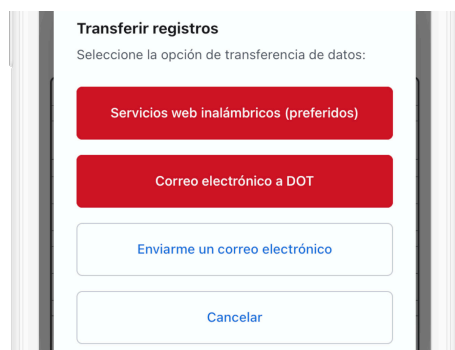 Transferir registros
Seleccione la opción de transferencia de datos:
Servicios web inalámbricos (preferidos)
Correo electrónico a DOT
Enviarme un correo electrónico
Cancelar